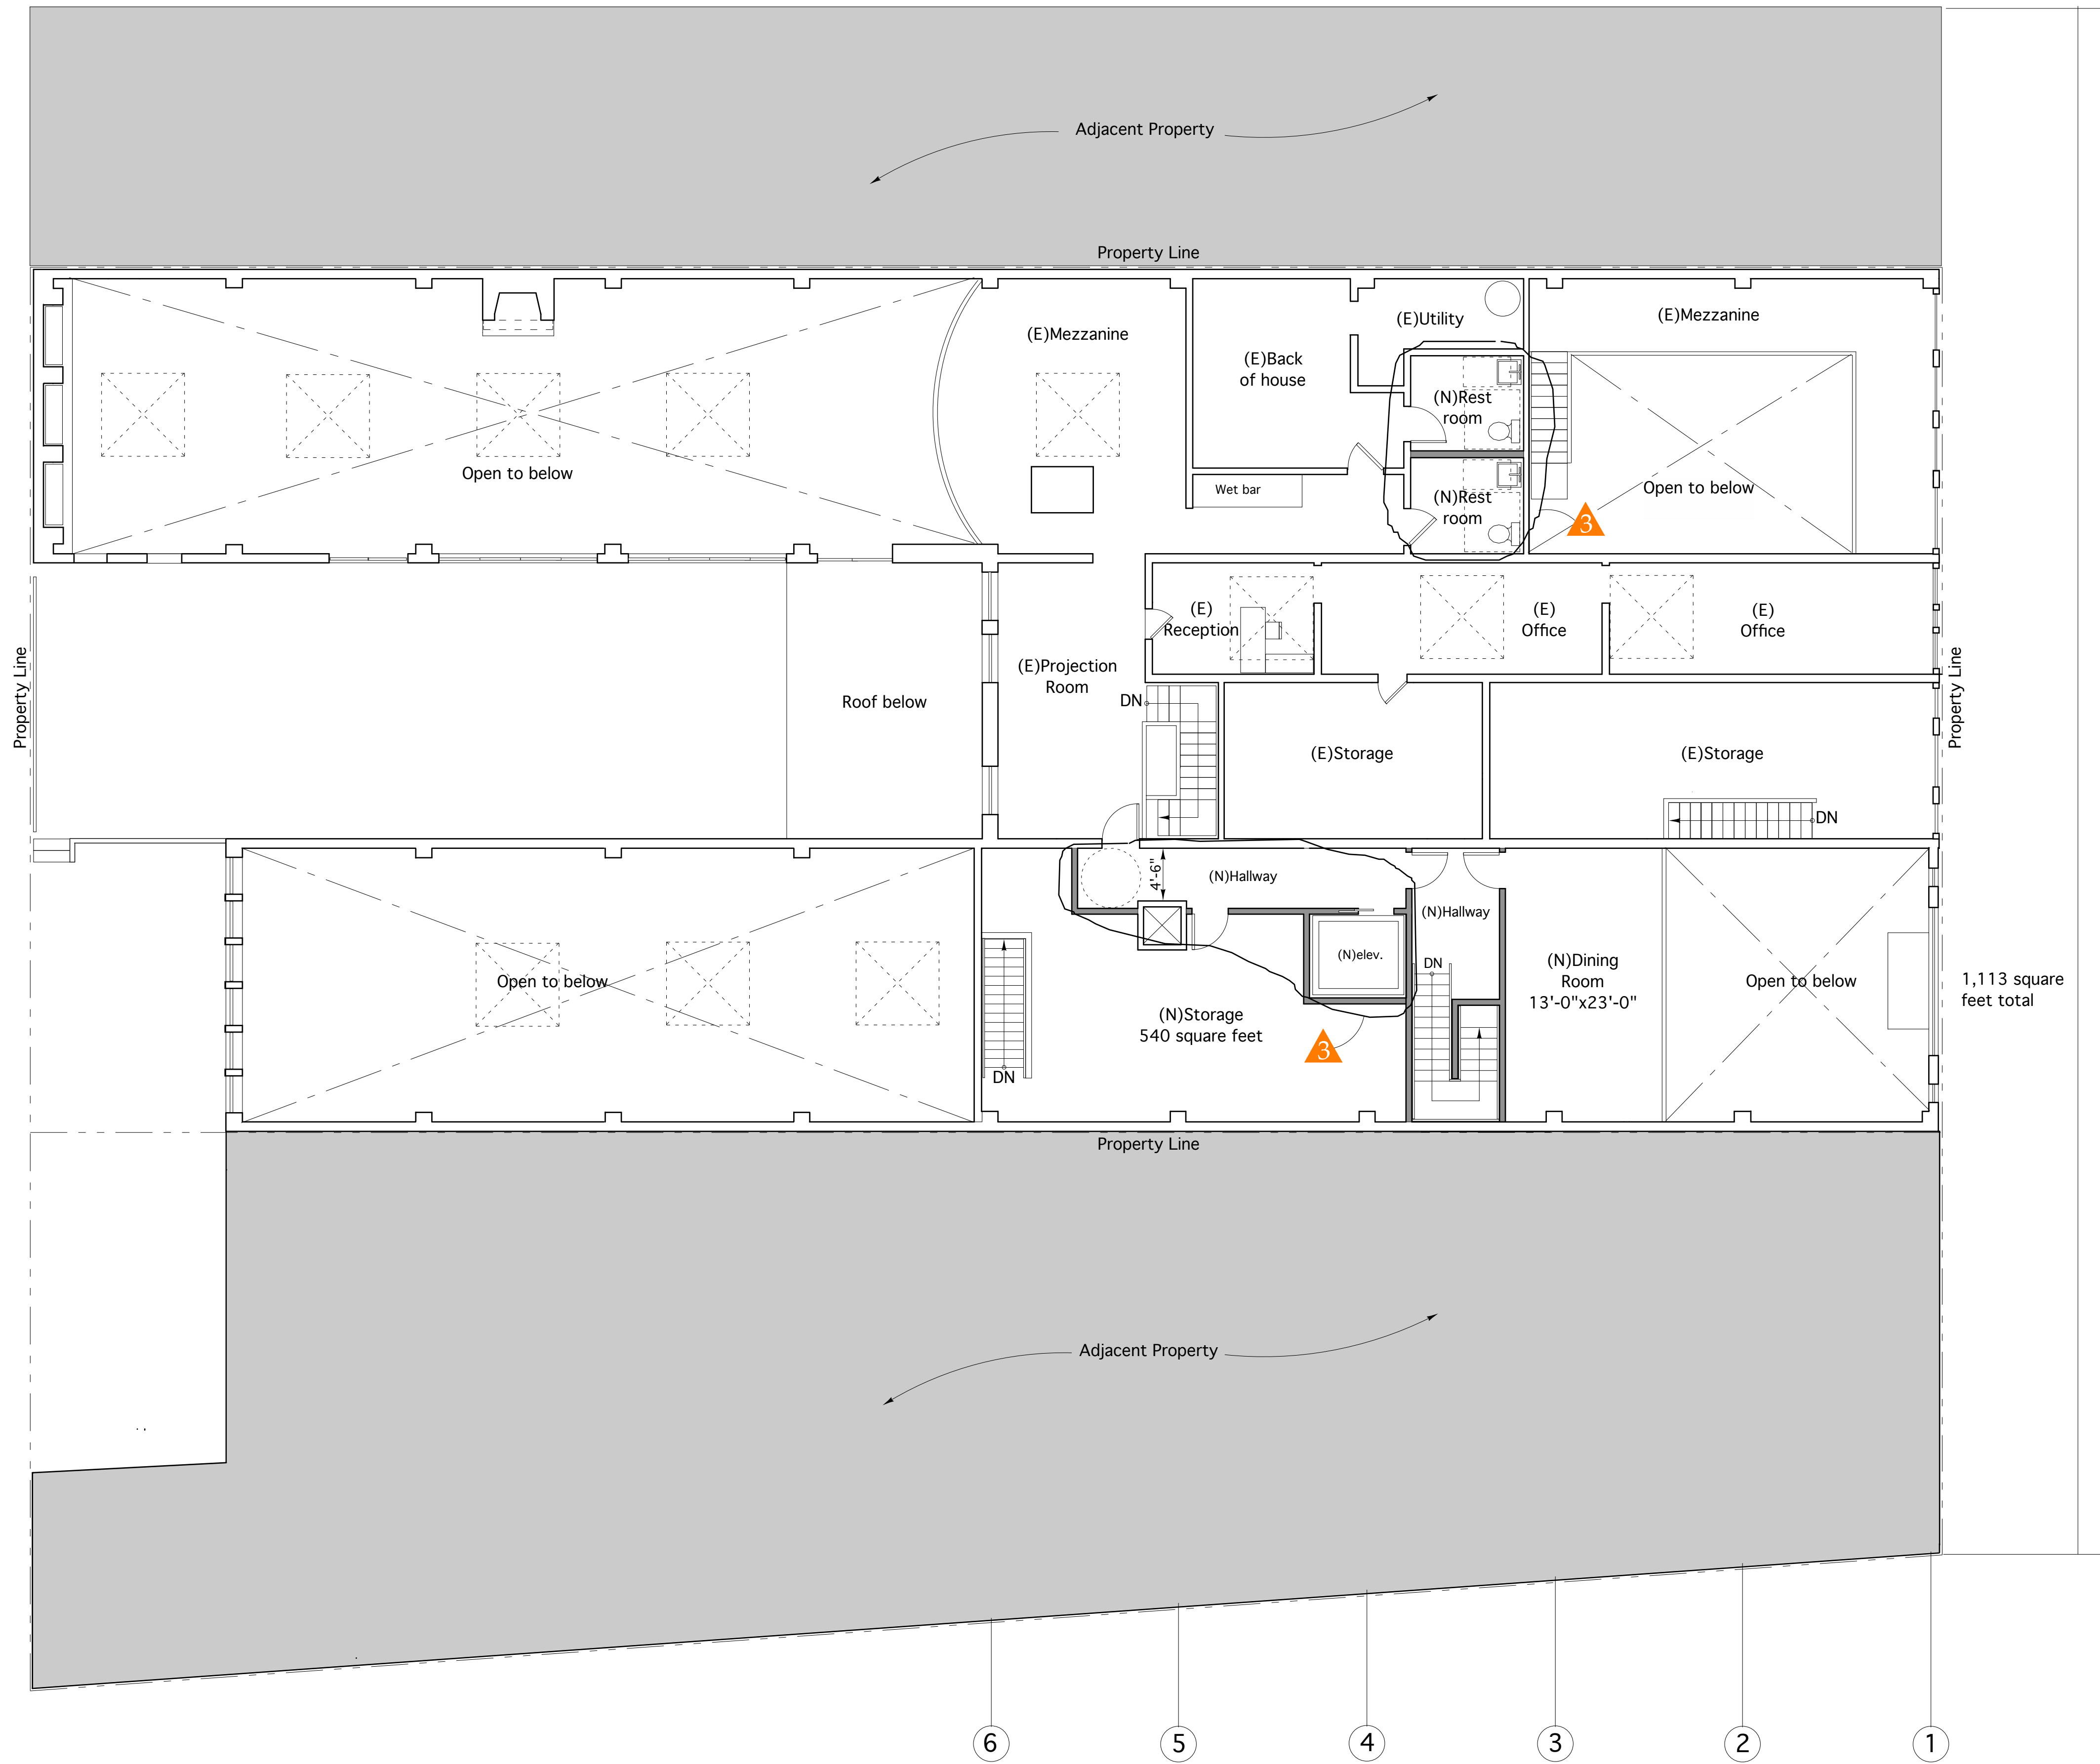 Adjacent Property
Property Line
(E)Mezzanine
(E)Utility
(E)Mezzanine
(E)Back
of house
(N)Rest
room
Open to below
Wet bar
(N)Rest
room
Open to below
3
(E)
Reception
(E)
Office
(E)
Office
Property Line
Roof below
(E)Projection
Room
DN
(E)Storage
(E)Storage
DN
Property Line
4'-6"
(N)Hallway
(N)Hallway
(N)elev.
DN
Open to below
(N)Dining
Room
13'-0"x23'-0"
Open to below
1,113 square
feet total
(N)Storage
540 square feet
3
DN
Property Line
Adjacent Property
6
5
4
3
2
1